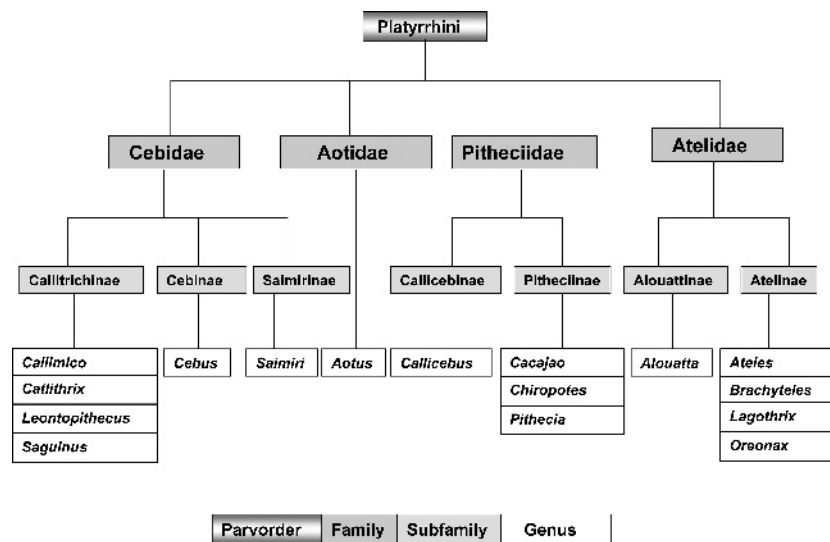 Platyrrhini
Cebidae
Aotidae
Pitheciidae
Atelidae
Callitrichinae
Cebinae
Saimirinae
Callicebinae
Pitheciinae
Alouattinae
Atelinae
Callimico
Cebus
Saimiri
Aotus
Callicebus
Cacajao
Alouatta
Ateles
Callithrix
Chiropotes
Brachyteles
Leontopithecus
Pithecia
Lagothrix
Saguinus
Oreonax
Parvorder Family Subfamily Genus